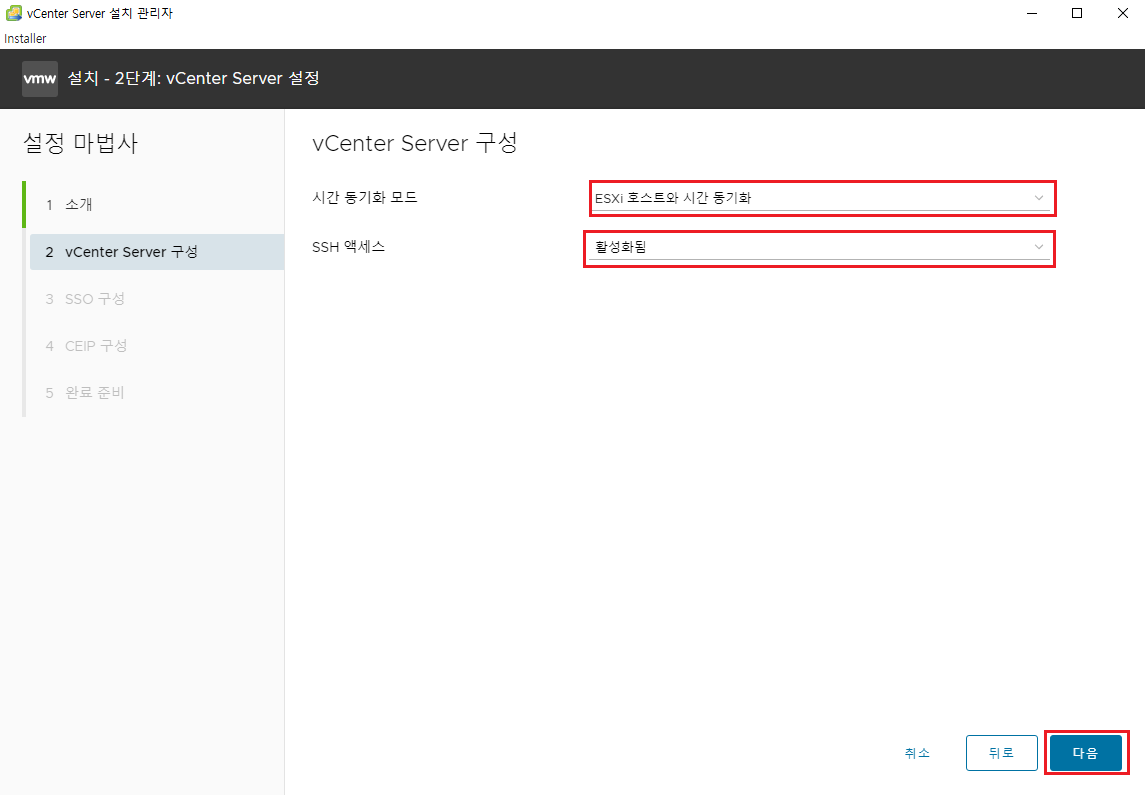 vCenter Server 설치 관리자
Installer
vmw 설치 - 2단계: vCenter Server 설정
설정 마법사
1 소개
2 vCenter Server 구성
3 SSO 구성
4 CEIP 구성
5 완료 준비
vCenter Server 구성
시간 동기화 모드 ESXi 호스트와 시간 동기화
SSH 액세스 활성화됨
취소 뒤로 다음